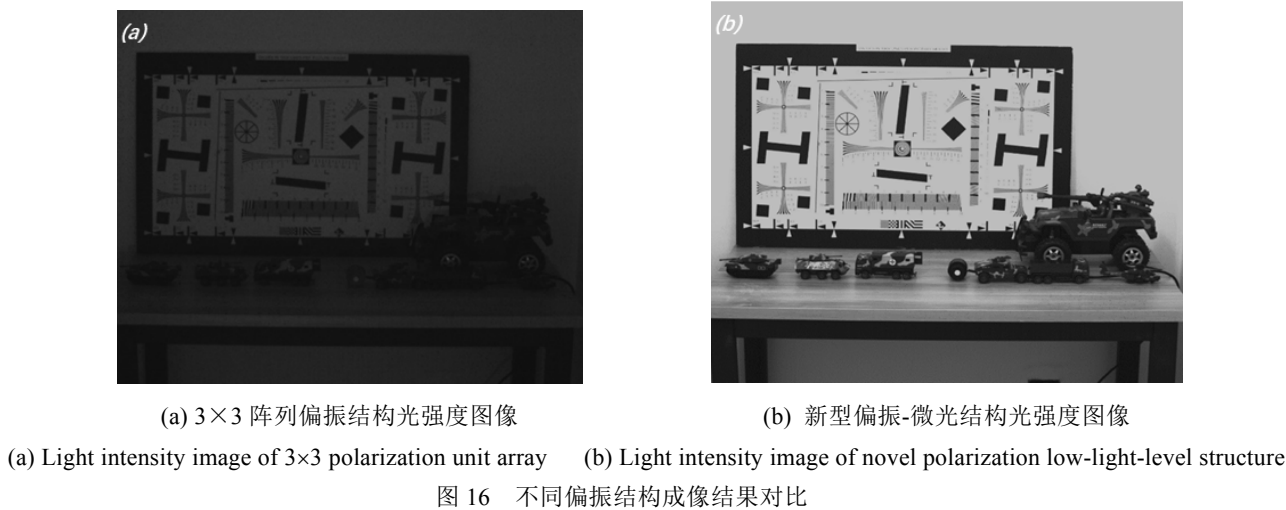 (a)
(b)
(a) 3×3 阵列偏振结构光强度图像
(b) 新型偏振-微光结构光强度图像
(a) Light intensity image of 3×3 polarization unit array
(b) Light intensity image of novel polarization low-light-level structure
图 16 不同偏振结构成像结果对比